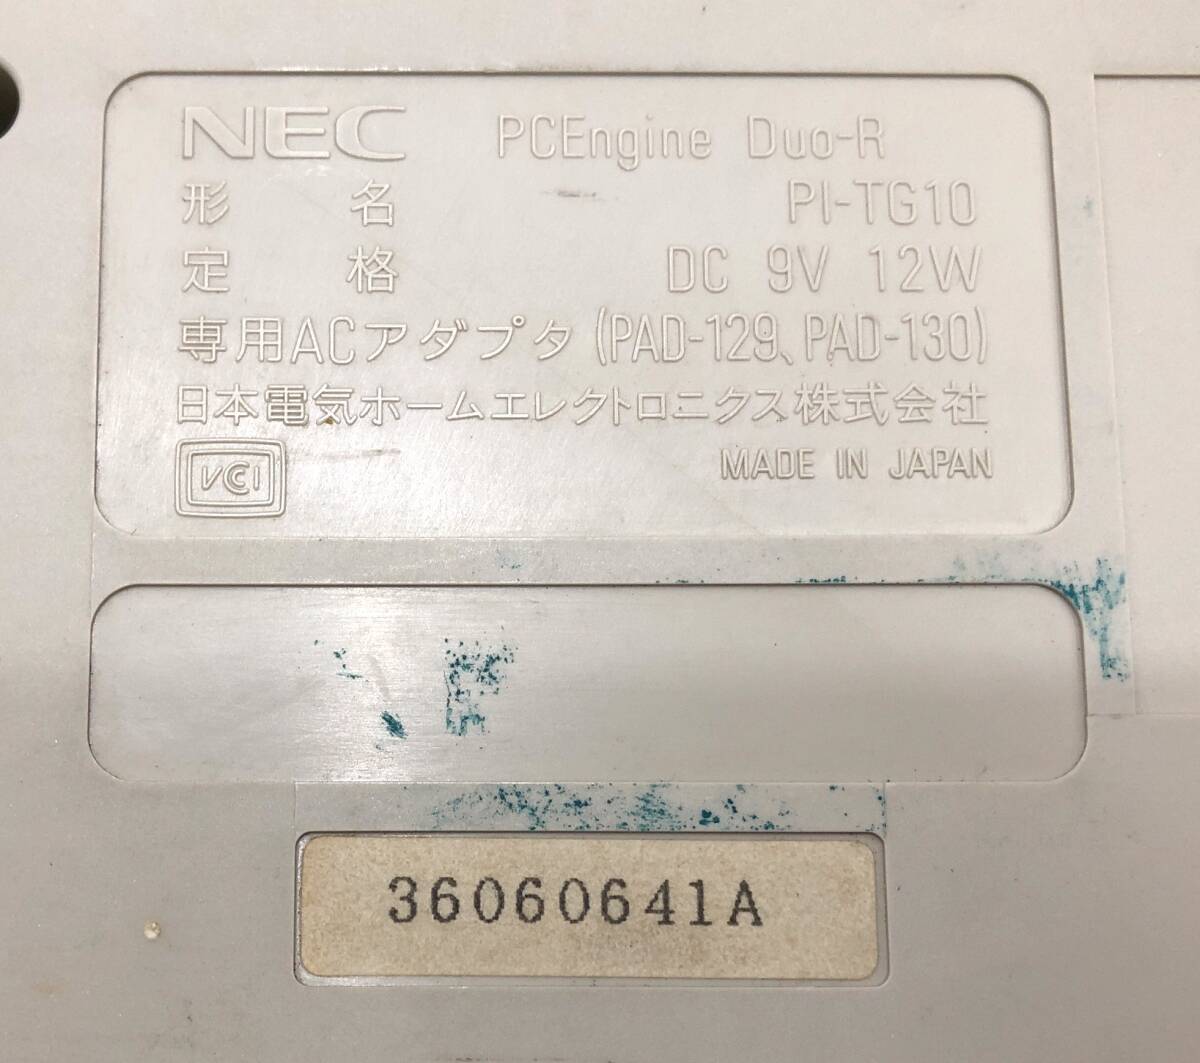 NEC PCEngine Duo-R
形名 PI-TG10
定格 DC 9V 12W
専用ACアダプタ(PAD-129、PAD-130)
日本電気ホームエレクトロニクス株式会社
VCCI
MADE IN JAPAN
36060641A